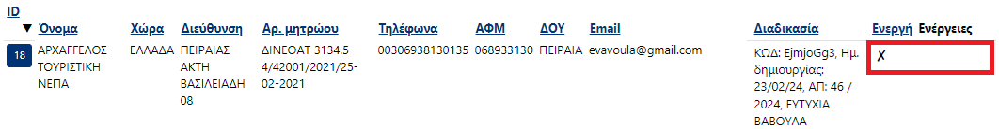 ID
▼ Όνομα Χώρα Διεύθυνση Αρ. μητρώου Τηλέφωνα ΑΦΜ ΔΟΥ Email Διαδικασία Ενεργή Ενέργειες
18 ΑΡΧΑΓΓΕΛΟΣ ΕΛΛΑΔΑ ΠΕΙΡΑΙΑΣ ΔΙΝΕΘΑΤ 3134.5- 00306938130135 068933130 ΠΕΙΡΑΙΑ evavoula@gmail.com ΚΩΔ: EjmjoGg3, Ημ. ✗
ΤΟΥΡΙΣΤΙΚΗ ΑΚΤΗ 4/42001/2021/25- δημιουργίας:
ΝΕΠΑ ΒΑΣΙΛΕΙΑΔΗ 02-2021 23/02/24, ΑΠ: 46 /
08 2024, ΕΥΤΥΧΙΑ
ΒΑΒΟΥΛΑ